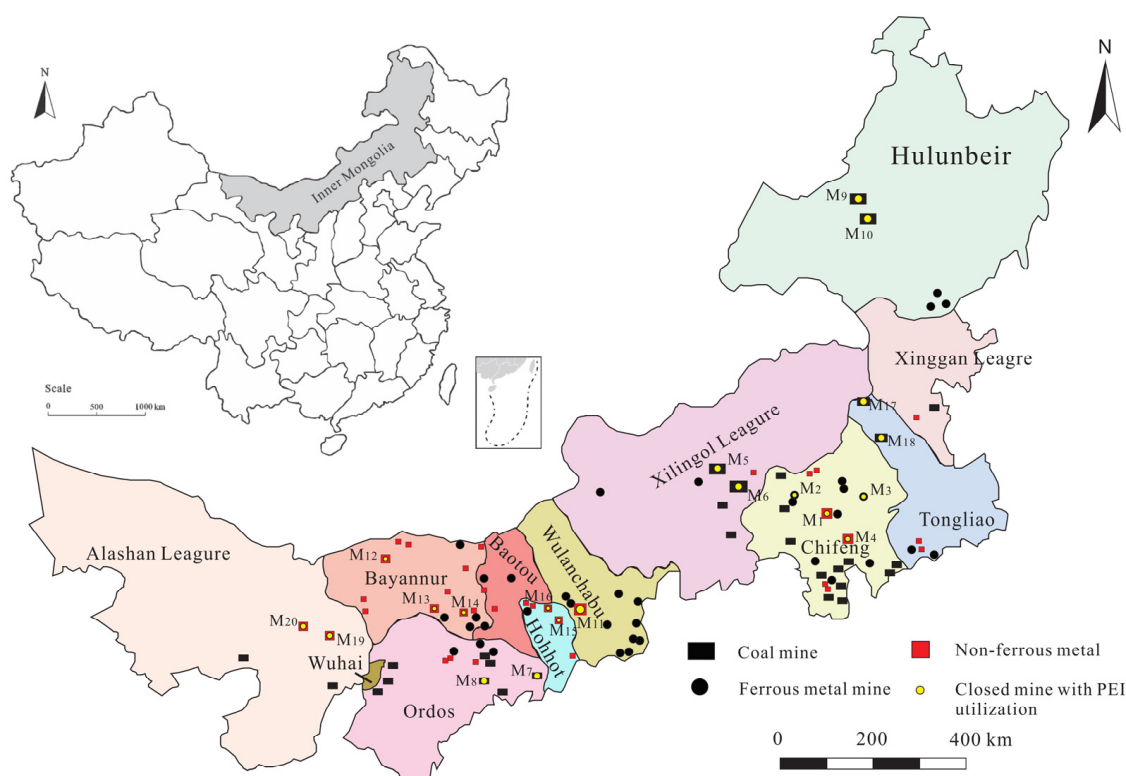 N
Inner Mongolia
Scale
0 500 1000 km
N
Hulunbeir
M9
M10
Xinggan Leagre
M17
M18
Xilingol Leagure
M5
M6
M2
M3
M1
M4
Chifeng
Tongliao
Alashan Leagure
M12
Bayannur
Baotou
Wulanchabu
M13
M14
M16
M15
M11
Hohhot
M20
M19
Wuhai
M7
M8
Ordos
Coal mine
Non-ferrous metal
Ferrous metal mine
Closed mine with PEI
utilization
0 200 400 km